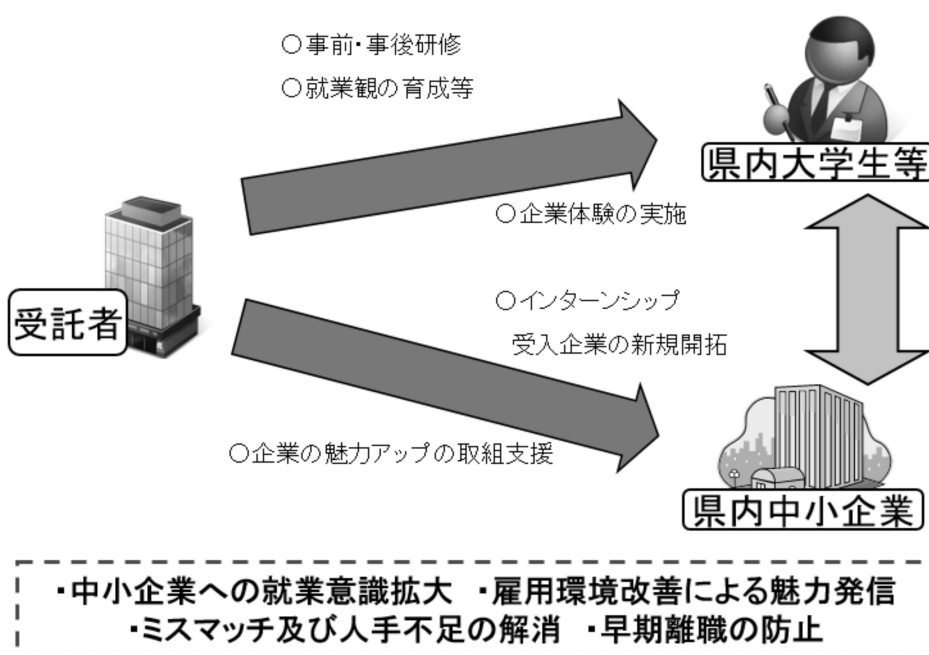 ○事前・事後研修
○就業観の育成等
県内大学生等
○企業体験の実施
受託者
○インターンシップ
受入企業の新規開拓
○企業の魅力アップの取組支援
県内中小企業
・中小企業への就業意識拡大 ・雇用環境改善による魅力発信
・ミスマッチ及び人手不足の解消 ・早期離職の防止